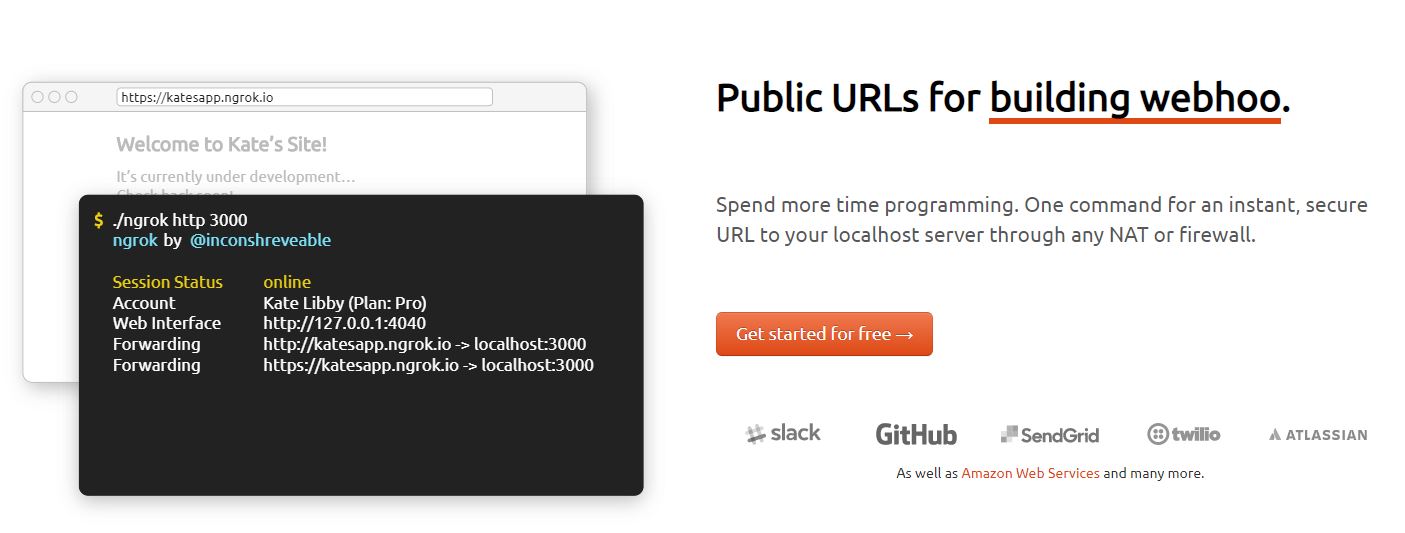 https://katesapp.ngrok.io
Welcome to Kate's Site!
It's currently under development...
Check back soon!
$ ./ngrok http 3000
ngrok by @inconshreveable
Session Status online
Account Kate Libby (Plan: Pro)
Web Interface http://127.0.0.1:4040
Forwarding http://katesapp.ngrok.io -> localhost:3000
Forwarding https://katesapp.ngrok.io -> localhost:3000
Public URLs for building webhoo.
Spend more time programming. One command for an instant, secure
URL to your localhost server through any NAT or firewall.
Get started for free →
slack GitHub SendGrid twilio ATLASSIAN
As well as Amazon Web Services and many more.